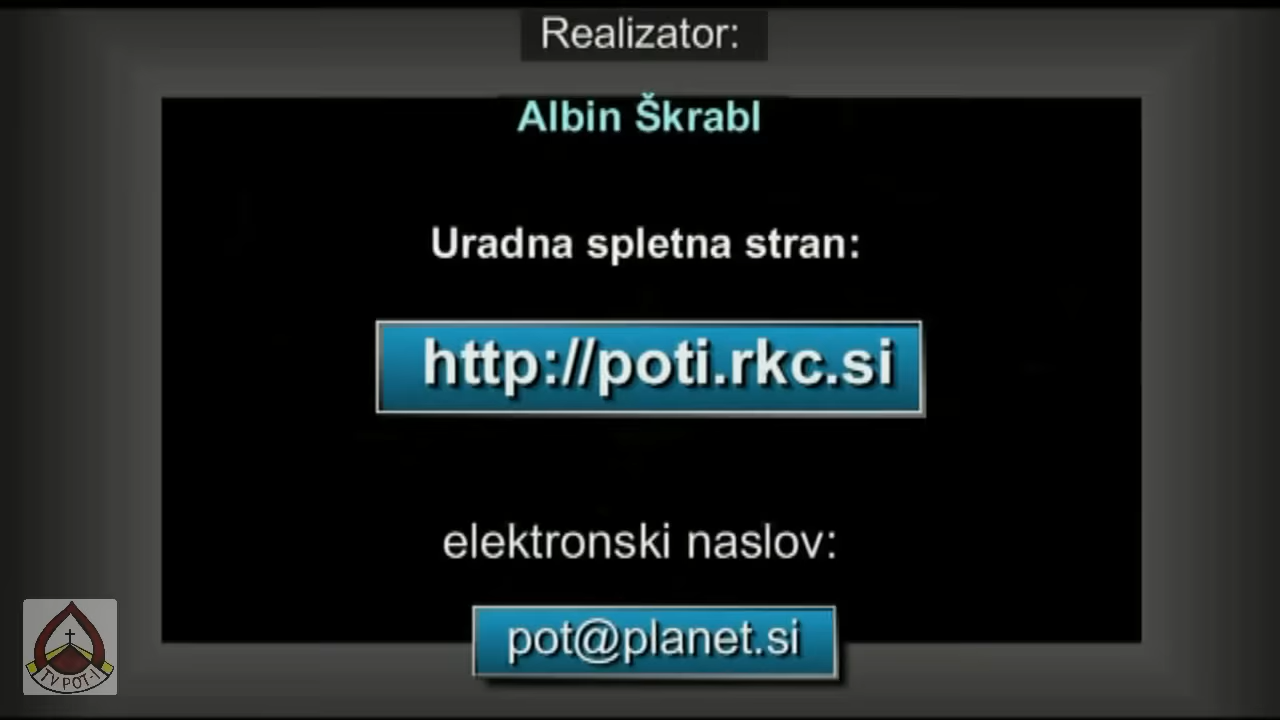 Realizator:
Albin Škrabl
Uradna spletna stran:
http://poti.rkc.si
elektronski naslov:
pot@planet.si
TV POT-I